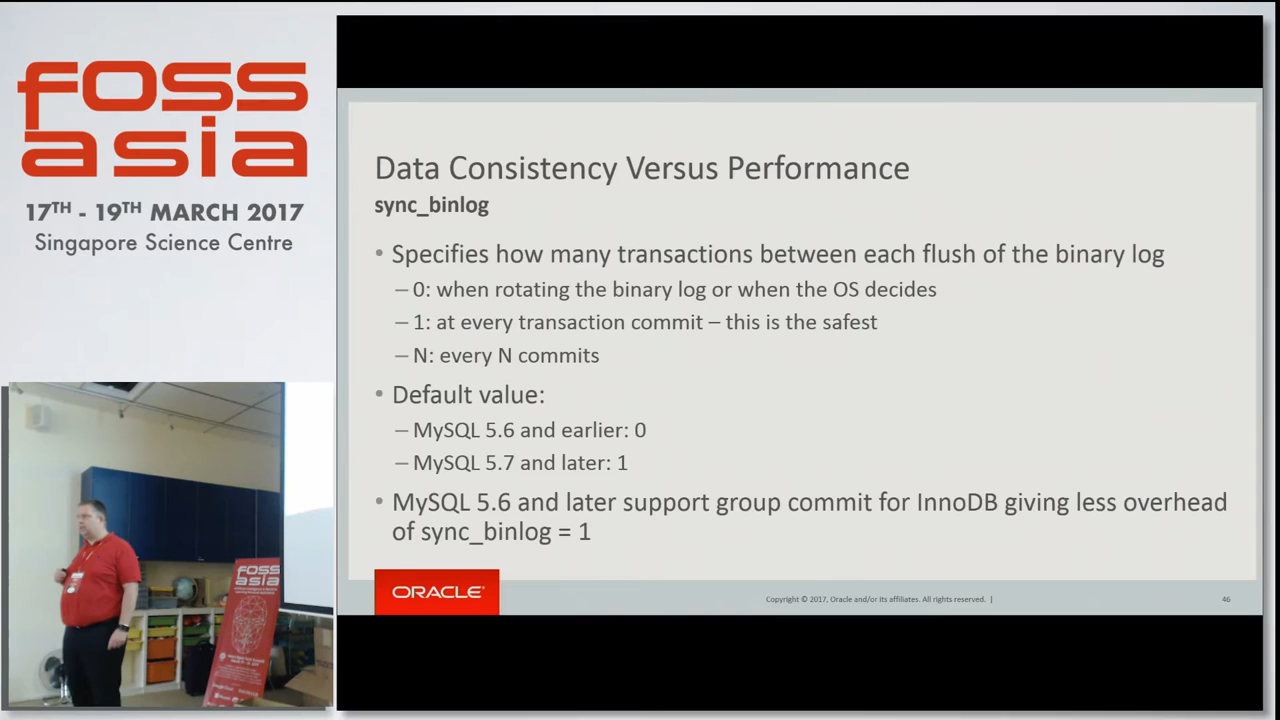 foss
asia
17TH - 19TH MARCH 2017
Singapore Science Centre
Data Consistency Versus Performance
sync_binlog
• Specifies how many transactions between each flush of the binary log
– 0: when rotating the binary log or when the OS decides
– 1: at every transaction commit – this is the safest
– N: every N commits
• Default value:
– MySQL 5.6 and earlier: 0
– MySQL 5.7 and later: 1
• MySQL 5.6 and later support group commit for InnoDB giving less overhead
of sync_binlog = 1
ORACLE
Copyright © 2017, Oracle and/or its affiliates. All rights reserved. |
46
foss
asia